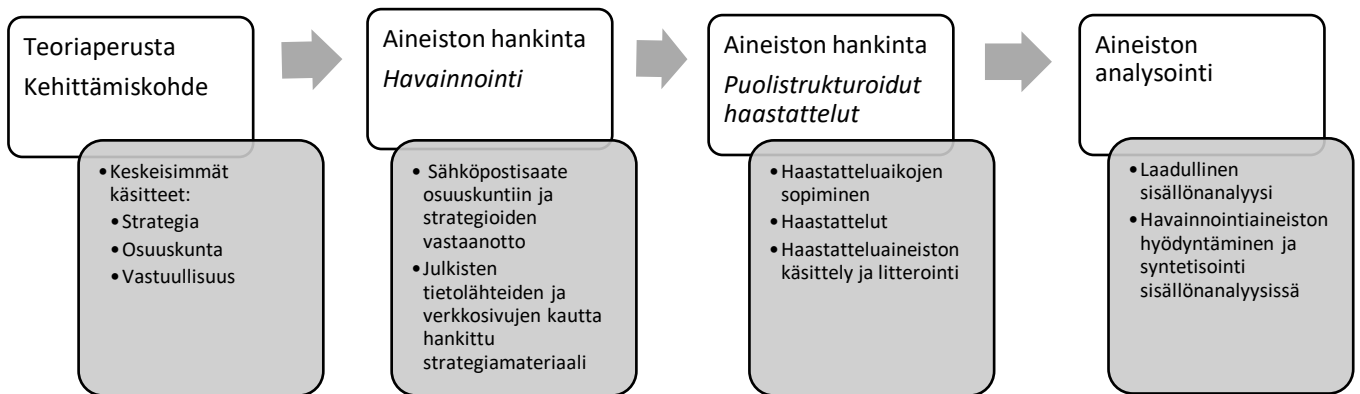 Teoriaperusta
Kehittämiskohde
• Keskeisimmät
käsitteet:
• Strategia
• Osuuskunta
• Vastuullisuus
Aineiston hankinta
Havainnointi
• Sähköpostisaate
osuuskuntiin ja
strategioiden
vastaanotto
• Julkisten
tietolähteiden ja
verkkosivujen kautta
hankittu
strategiamateriaali
Aineiston hankinta
Puolistrukturoidut
haastattelut
• Haastatteluaikojen
sopiminen
• Haastattelut
• Haastatteluaineiston
käsittely ja litterointi
Aineiston
analysointi
• Laadullinen
sisällönanalyysi
• Havainnointiaineiston
hyödyntäminen ja
syntetisointi
sisällönanalyysissä